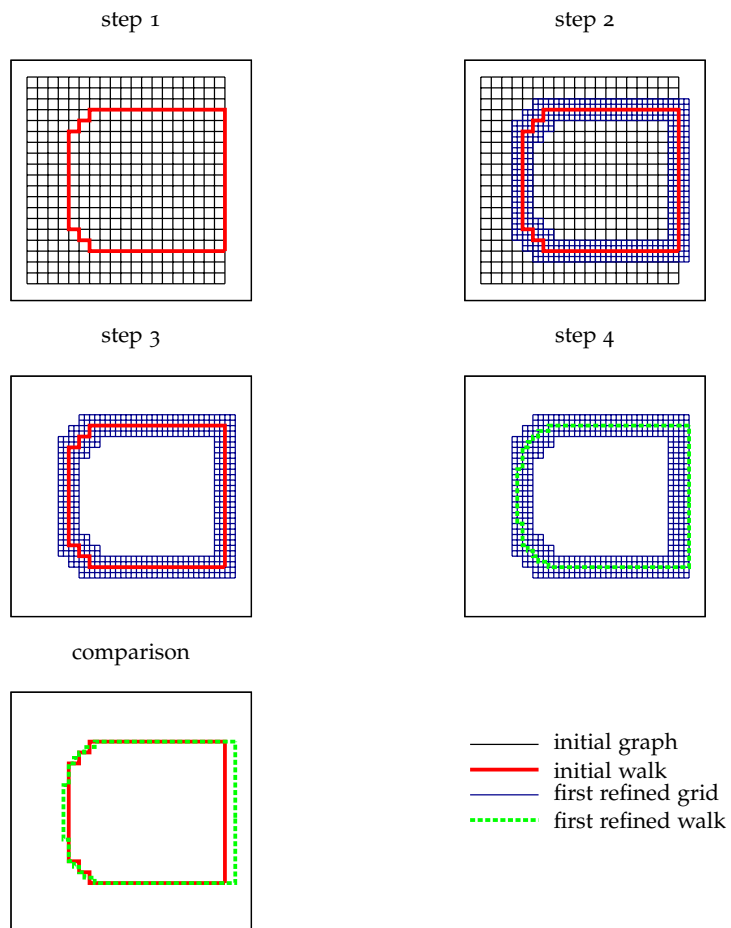 step 1
step 2
step 3
step 4
comparison
initial graph
initial walk
first refined grid
first refined walk